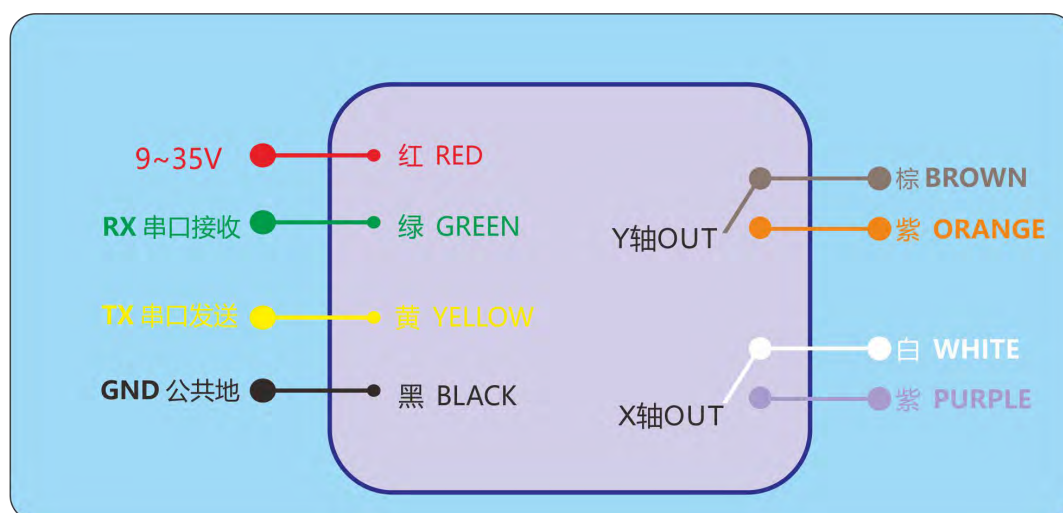 9~35V
红 RED
RX 串口接收
绿 GREEN
TX 串口发送
黄 YELLOW
GND 公共地
黑 BLACK
Y轴OUT
棕 BROWN
紫 ORANGE
X轴OUT
白 WHITE
紫 PURPLE